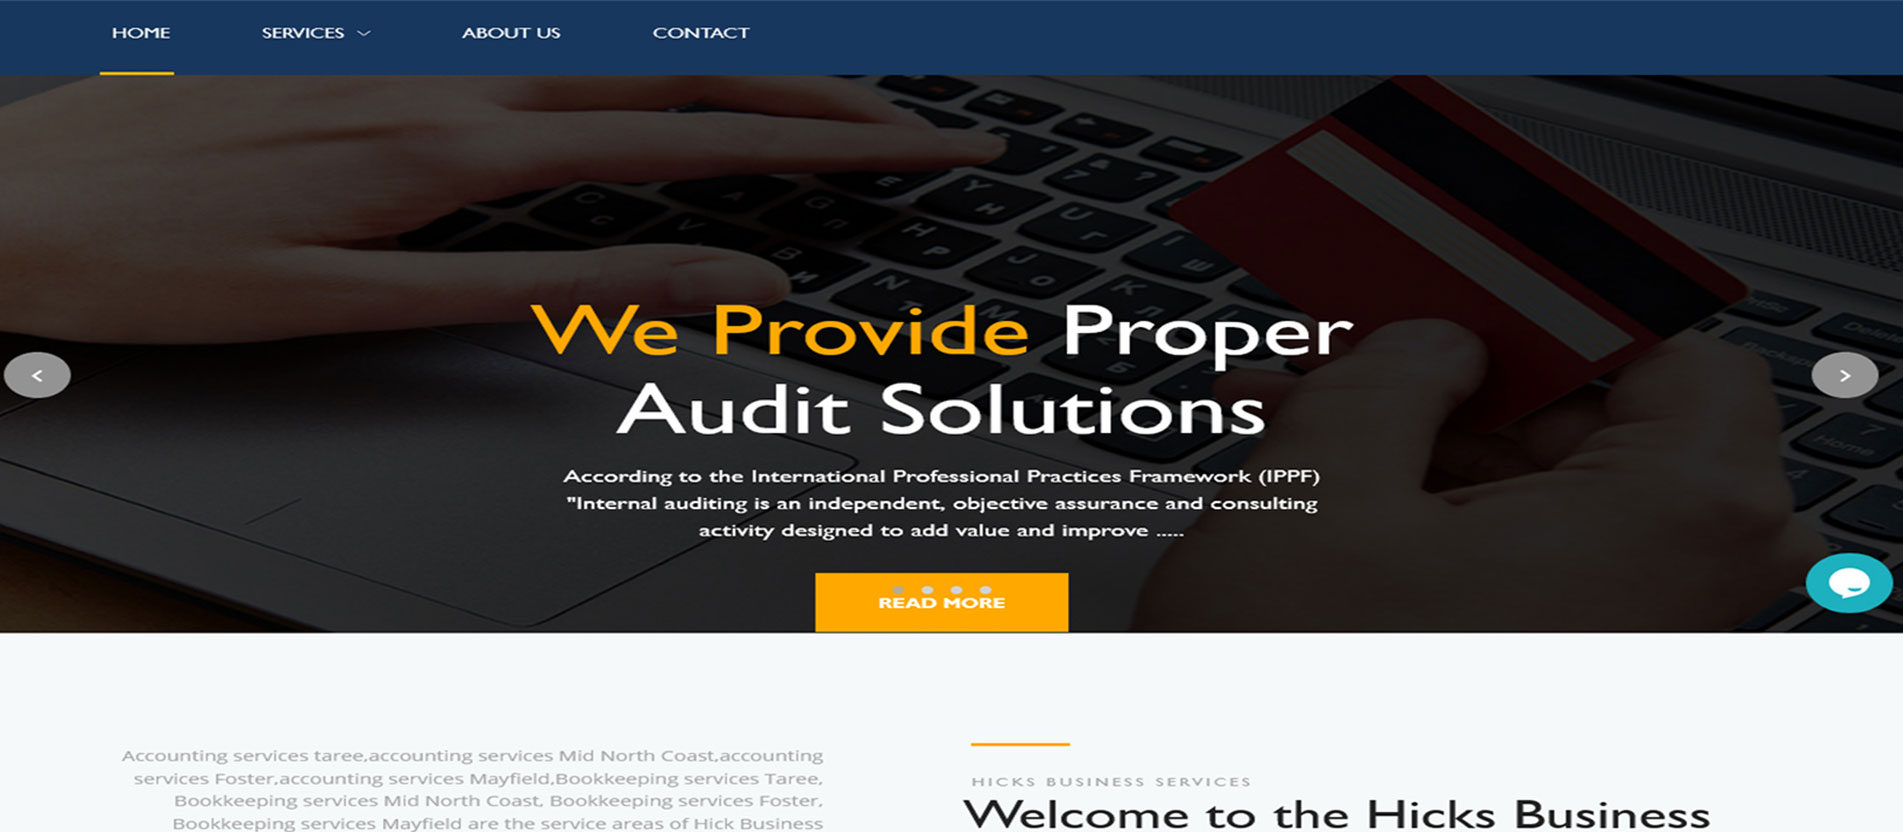 HOME SERVICES ABOUT US CONTACT
We Provide Proper
Audit Solutions
According to the International Professional Practices Framework (IPPF)
"Internal auditing is an independent, objective assurance and consulting
activity designed to add value and improve .....
READ MORE
Accounting services taree,accounting services Mid North Coast,accounting
services Foster,accounting services Mayfield,Bookkeeping services Taree,
Bookkeeping services Mid North Coast, Bookkeeping services Foster,
Bookkeeping services Mayfield are the service areas of Hick Business
HICKS BUSINESS SERVICES
Welcome to the Hicks Business